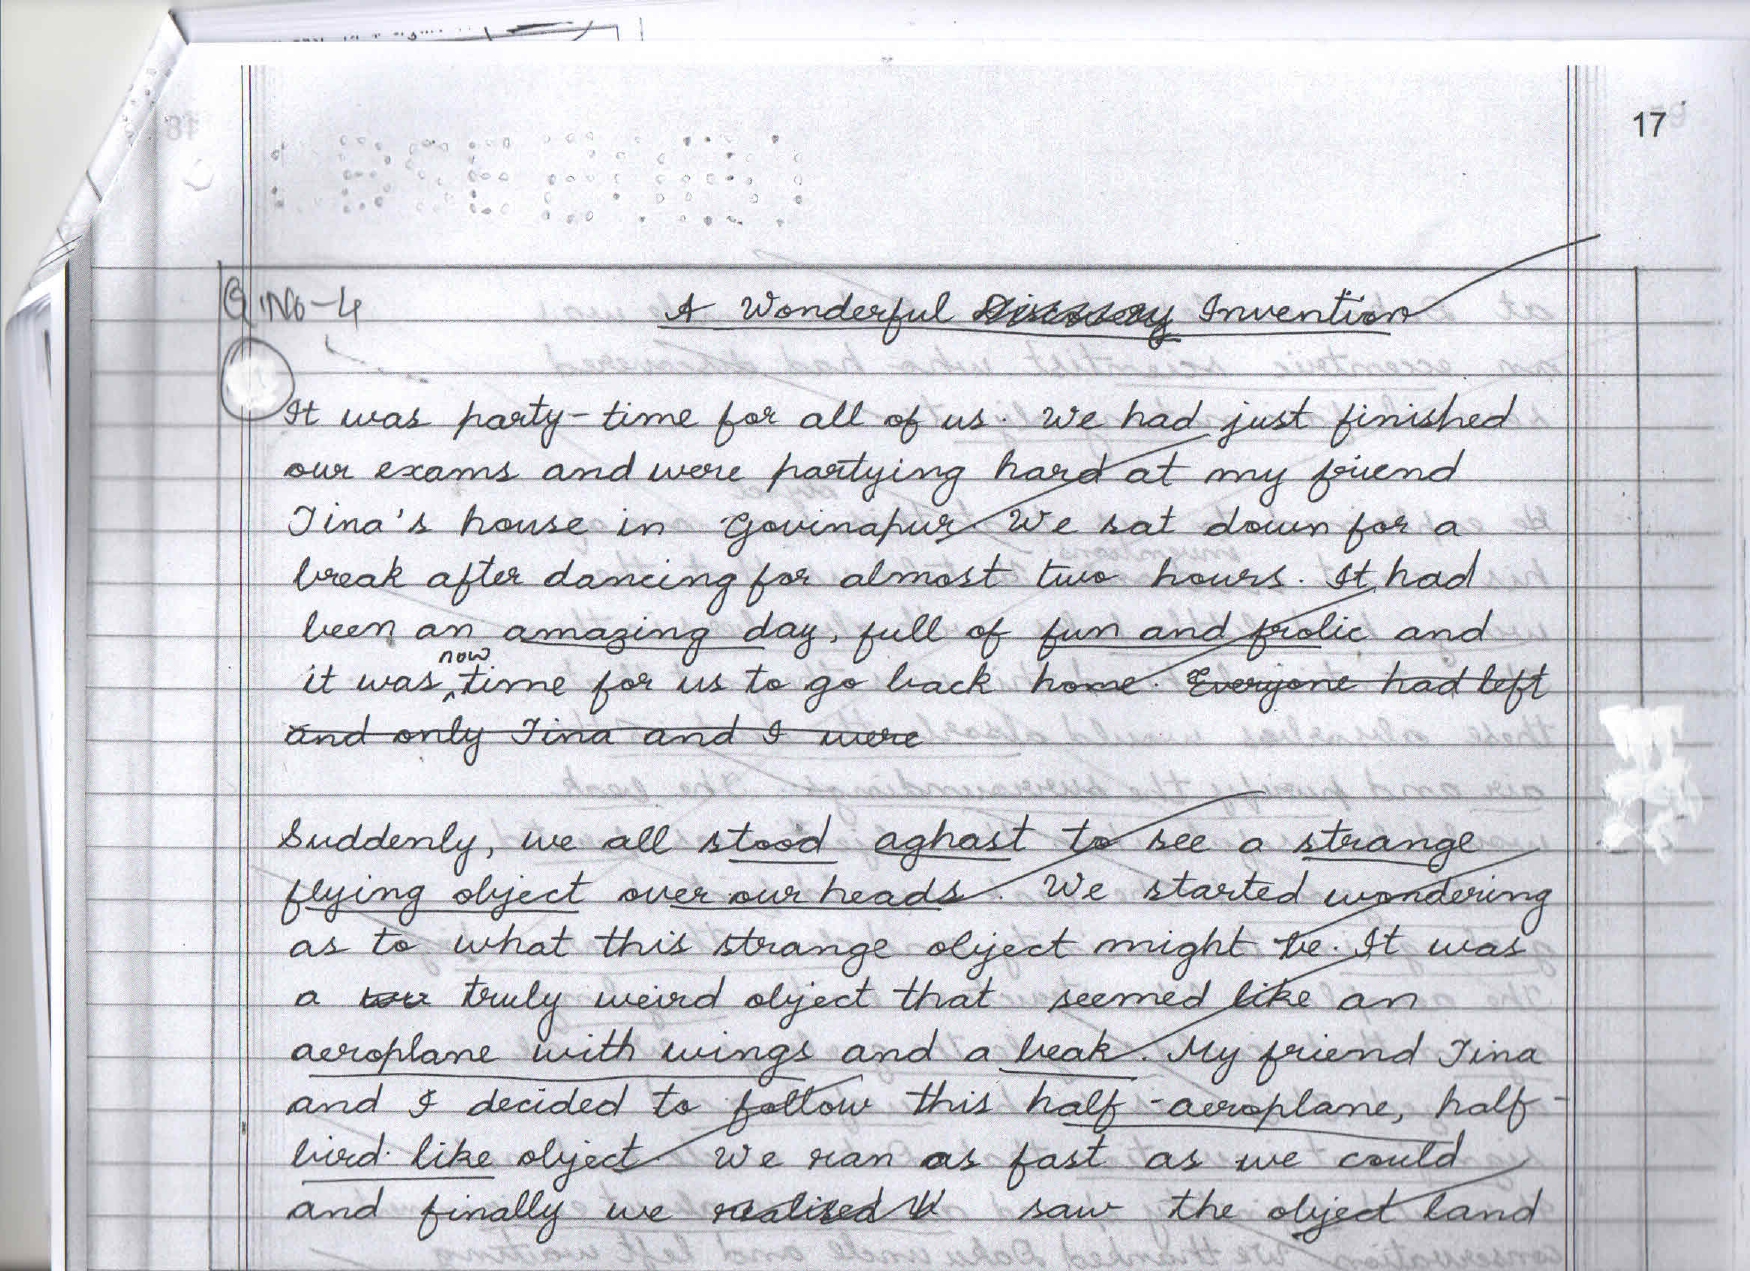 17
Q No-4
A Wonderful Discovery Invention
It was party-time for all of us. We had just finished
our exams and were partying hard at my friend
Tina's house in Govinapur. We sat down for a
break after dancing for almost two hours. It had
been an amazing day, full of fun and frolic and
it was now time for us to go back home. Everyone had left
and only Tina and I were
Suddenly, we all stood aghast to see a strange
flying object over our heads. We started wondering
as to what this strange object might be. It was
a truly weird object that seemed like an
aeroplane with wings and a beak. My friend Tina
and I decided to follow this half-aeroplane, half-
bird like object. We ran as fast as we could
and finally we realised saw the object land